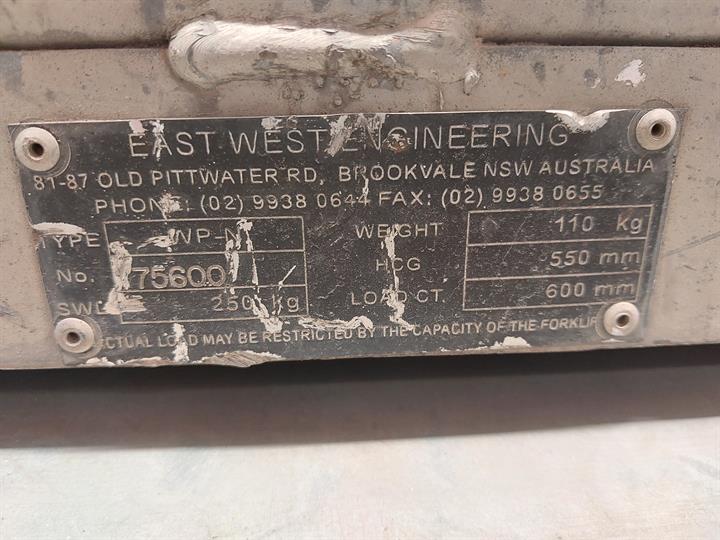 EAST WEST ENGINEERING
81-87 OLD PITTWATER RD, BROOKVALE NSW AUSTRALIA
PHONE: (02) 9938 0644 FAX: (02) 9938 0655
TYPE WP-N WEIGHT 110 Kg
No. 75600 HCG 550 mm
SWL 250 kg LOAD CT. 600 mm
ACTUAL LOAD MAY BE RESTRICTED BY THE CAPACITY OF THE FORKLIF